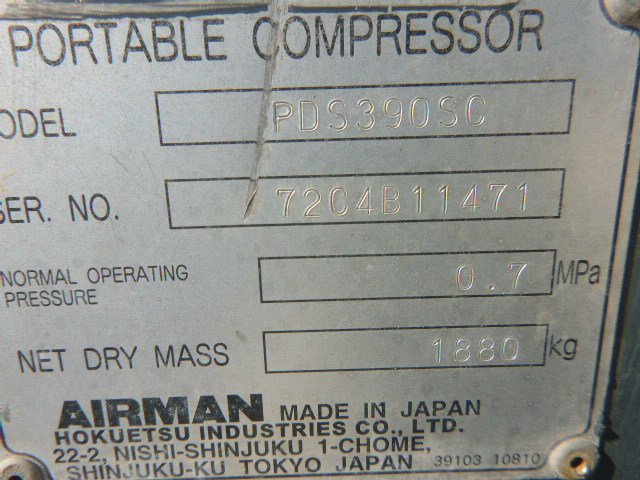 PORTABLE COMPRESSOR
ODEL PDS390SC
SER. NO. 72C4B11471
NORMAL OPERATING PRESSURE 0.7 MPa
NET DRY MASS 1880 kg
AIRMAN MADE IN JAPAN
HOKUETSU INDUSTRIES CO., LTD.
22-2, NISHI-SHINJUKU 1-CHOME,
SHINJUKU-KU TOKYO JAPAN 39103 10810